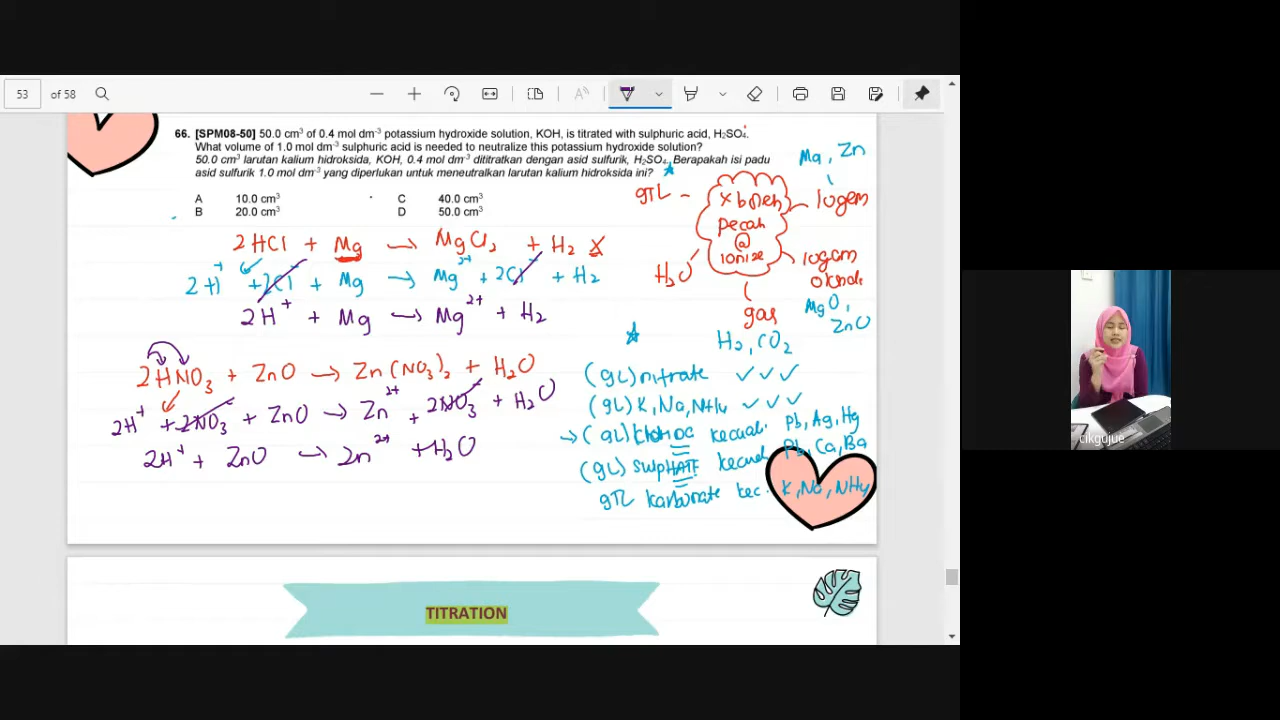 53 of 58
66. [SPM08-50] 50.0 cm³ of 0.4 mol dm⁻³ potassium hydroxide solution, KOH, is titrated with sulphuric acid, H₂SO₄.
What volume of 1.0 mol dm⁻³ sulphuric acid is needed to neutralize this potassium hydroxide solution?
50.0 cm³ larutan kalium hidroksida, KOH, 0.4 mol dm⁻³ dititratkan dengan asid sulfurik, H₂SO₄. Berapakah isi padu
asid sulfurik 1.0 mol dm⁻³ yang diperlukan untuk meneutralkan larutan kalium hidroksida ini?
A 10.0 cm³ C 40.0 cm³
B 20.0 cm³ D 50.0 cm³
Mg, Zn
logam
gTL
x boleh
pecah
@
ionize
logam
oksida
MgO,
ZnO
H₂O
gas
H₂, CO₂
2HCl + Mg → MgCl₂ + H₂
2H⁺ + 2Cl⁻ + Mg → Mg²⁺ + 2Cl⁻ + H₂
2H⁺ + Mg → Mg²⁺ + H₂
2HNO₃ + ZnO → Zn(NO₃)₂ + H₂O
2H⁺ + 2NO₃⁻ + ZnO → Zn²⁺ + 2NO₃⁻ + H₂O
2H⁺ + ZnO → Zn²⁺ + H₂O
(gL) nitrate ✓ ✓ ✓
(gL) K, Na, NH₄ ✓ ✓ ✓
→ (gL) kecuali Pb, Ag, Hg
(gL) sulpHATE kecuali Pb, Ca, Ba
gTL karbonate kec. K, Na, NH₄
TITRATION
cikgujue